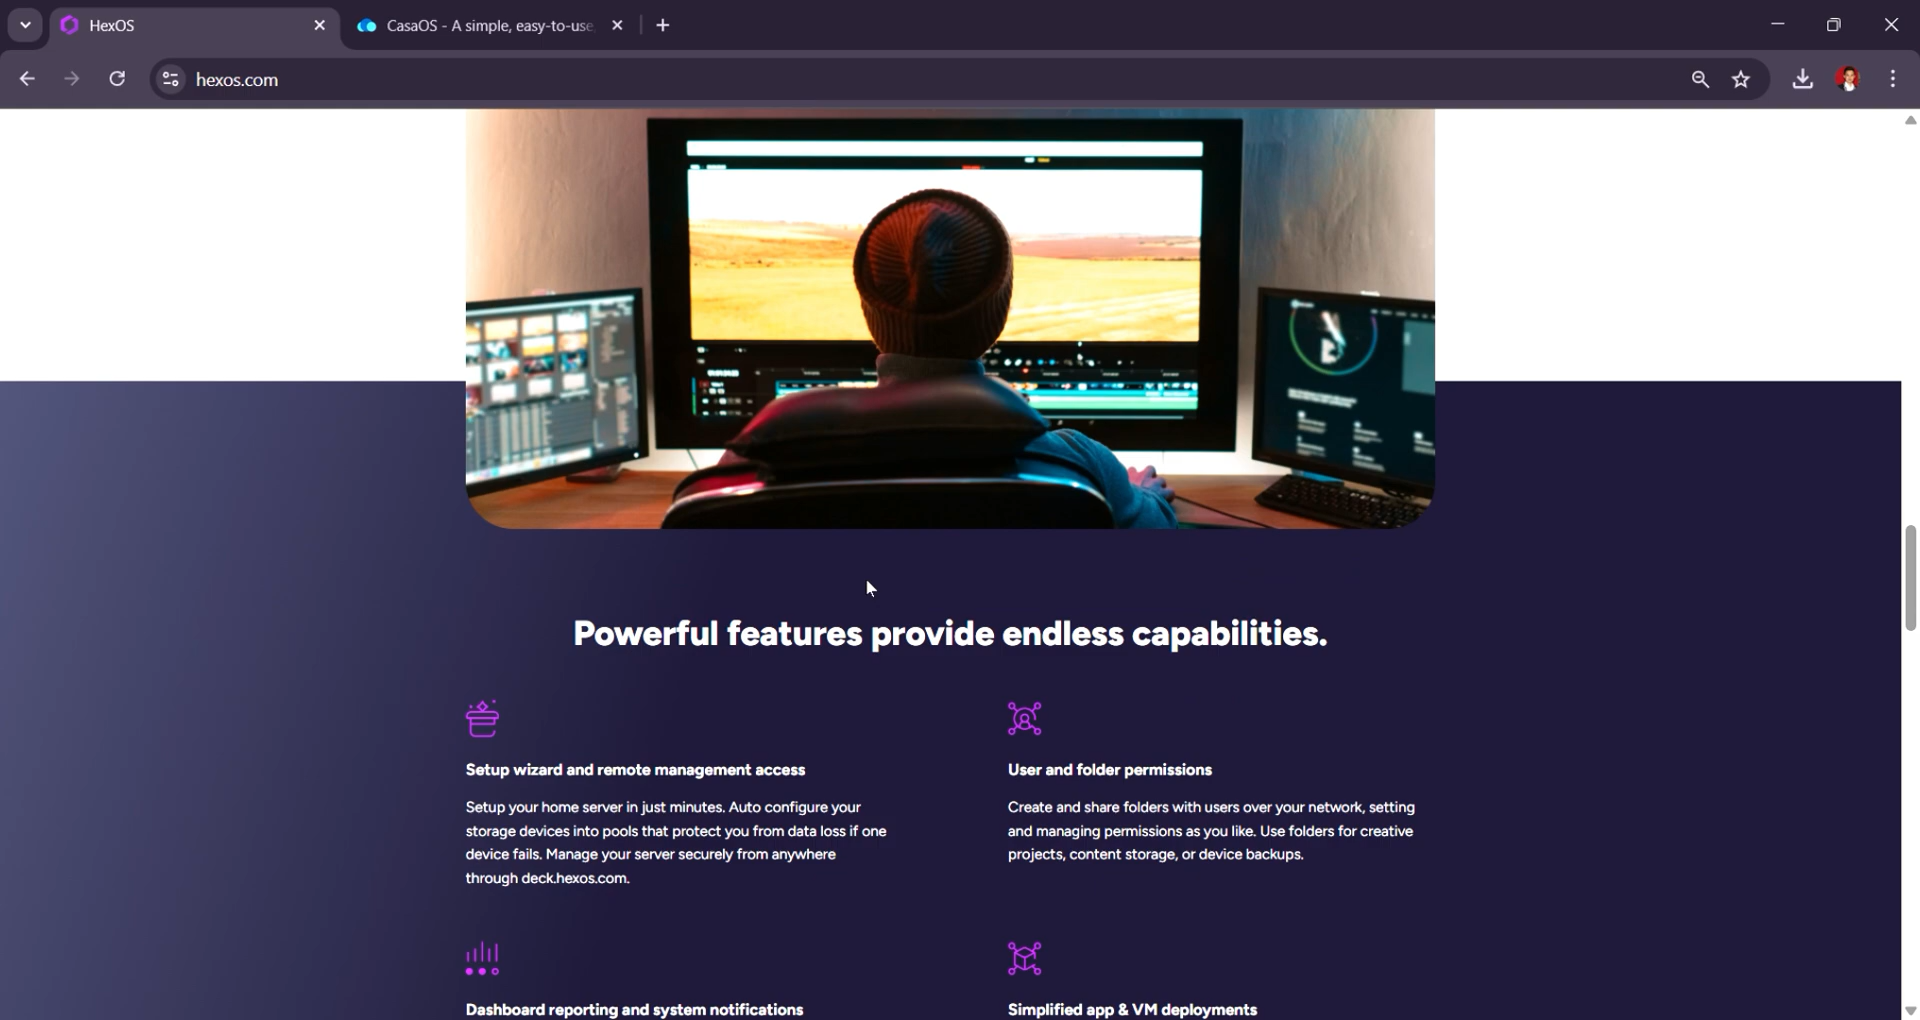 HexOS
CasaOS - A simple, easy-to-use
hexos.com
Powerful features provide endless capabilities.
Setup wizard and remote management access
Setup your home server in just minutes. Auto configure your
storage devices into pools that protect you from data loss if one
device fails. Manage your server securely from anywhere
through deck.hexos.com.
User and folder permissions
Create and share folders with users over your network, setting
and managing permissions as you like. Use folders for creative
projects, content storage, or device backups.
Dashboard reporting and system notifications
Simplified app & VM deployments